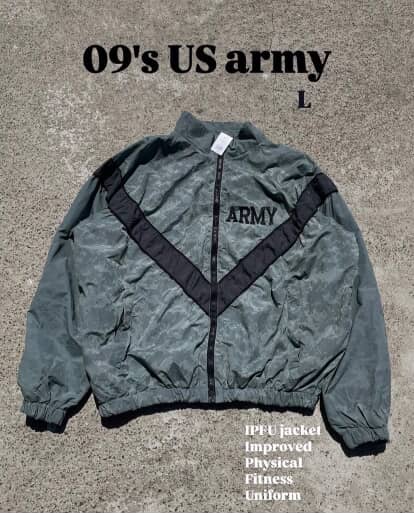 09's US army
L
ARMY
IPFU jacket
Improved
Physical
Fitness
Uniform